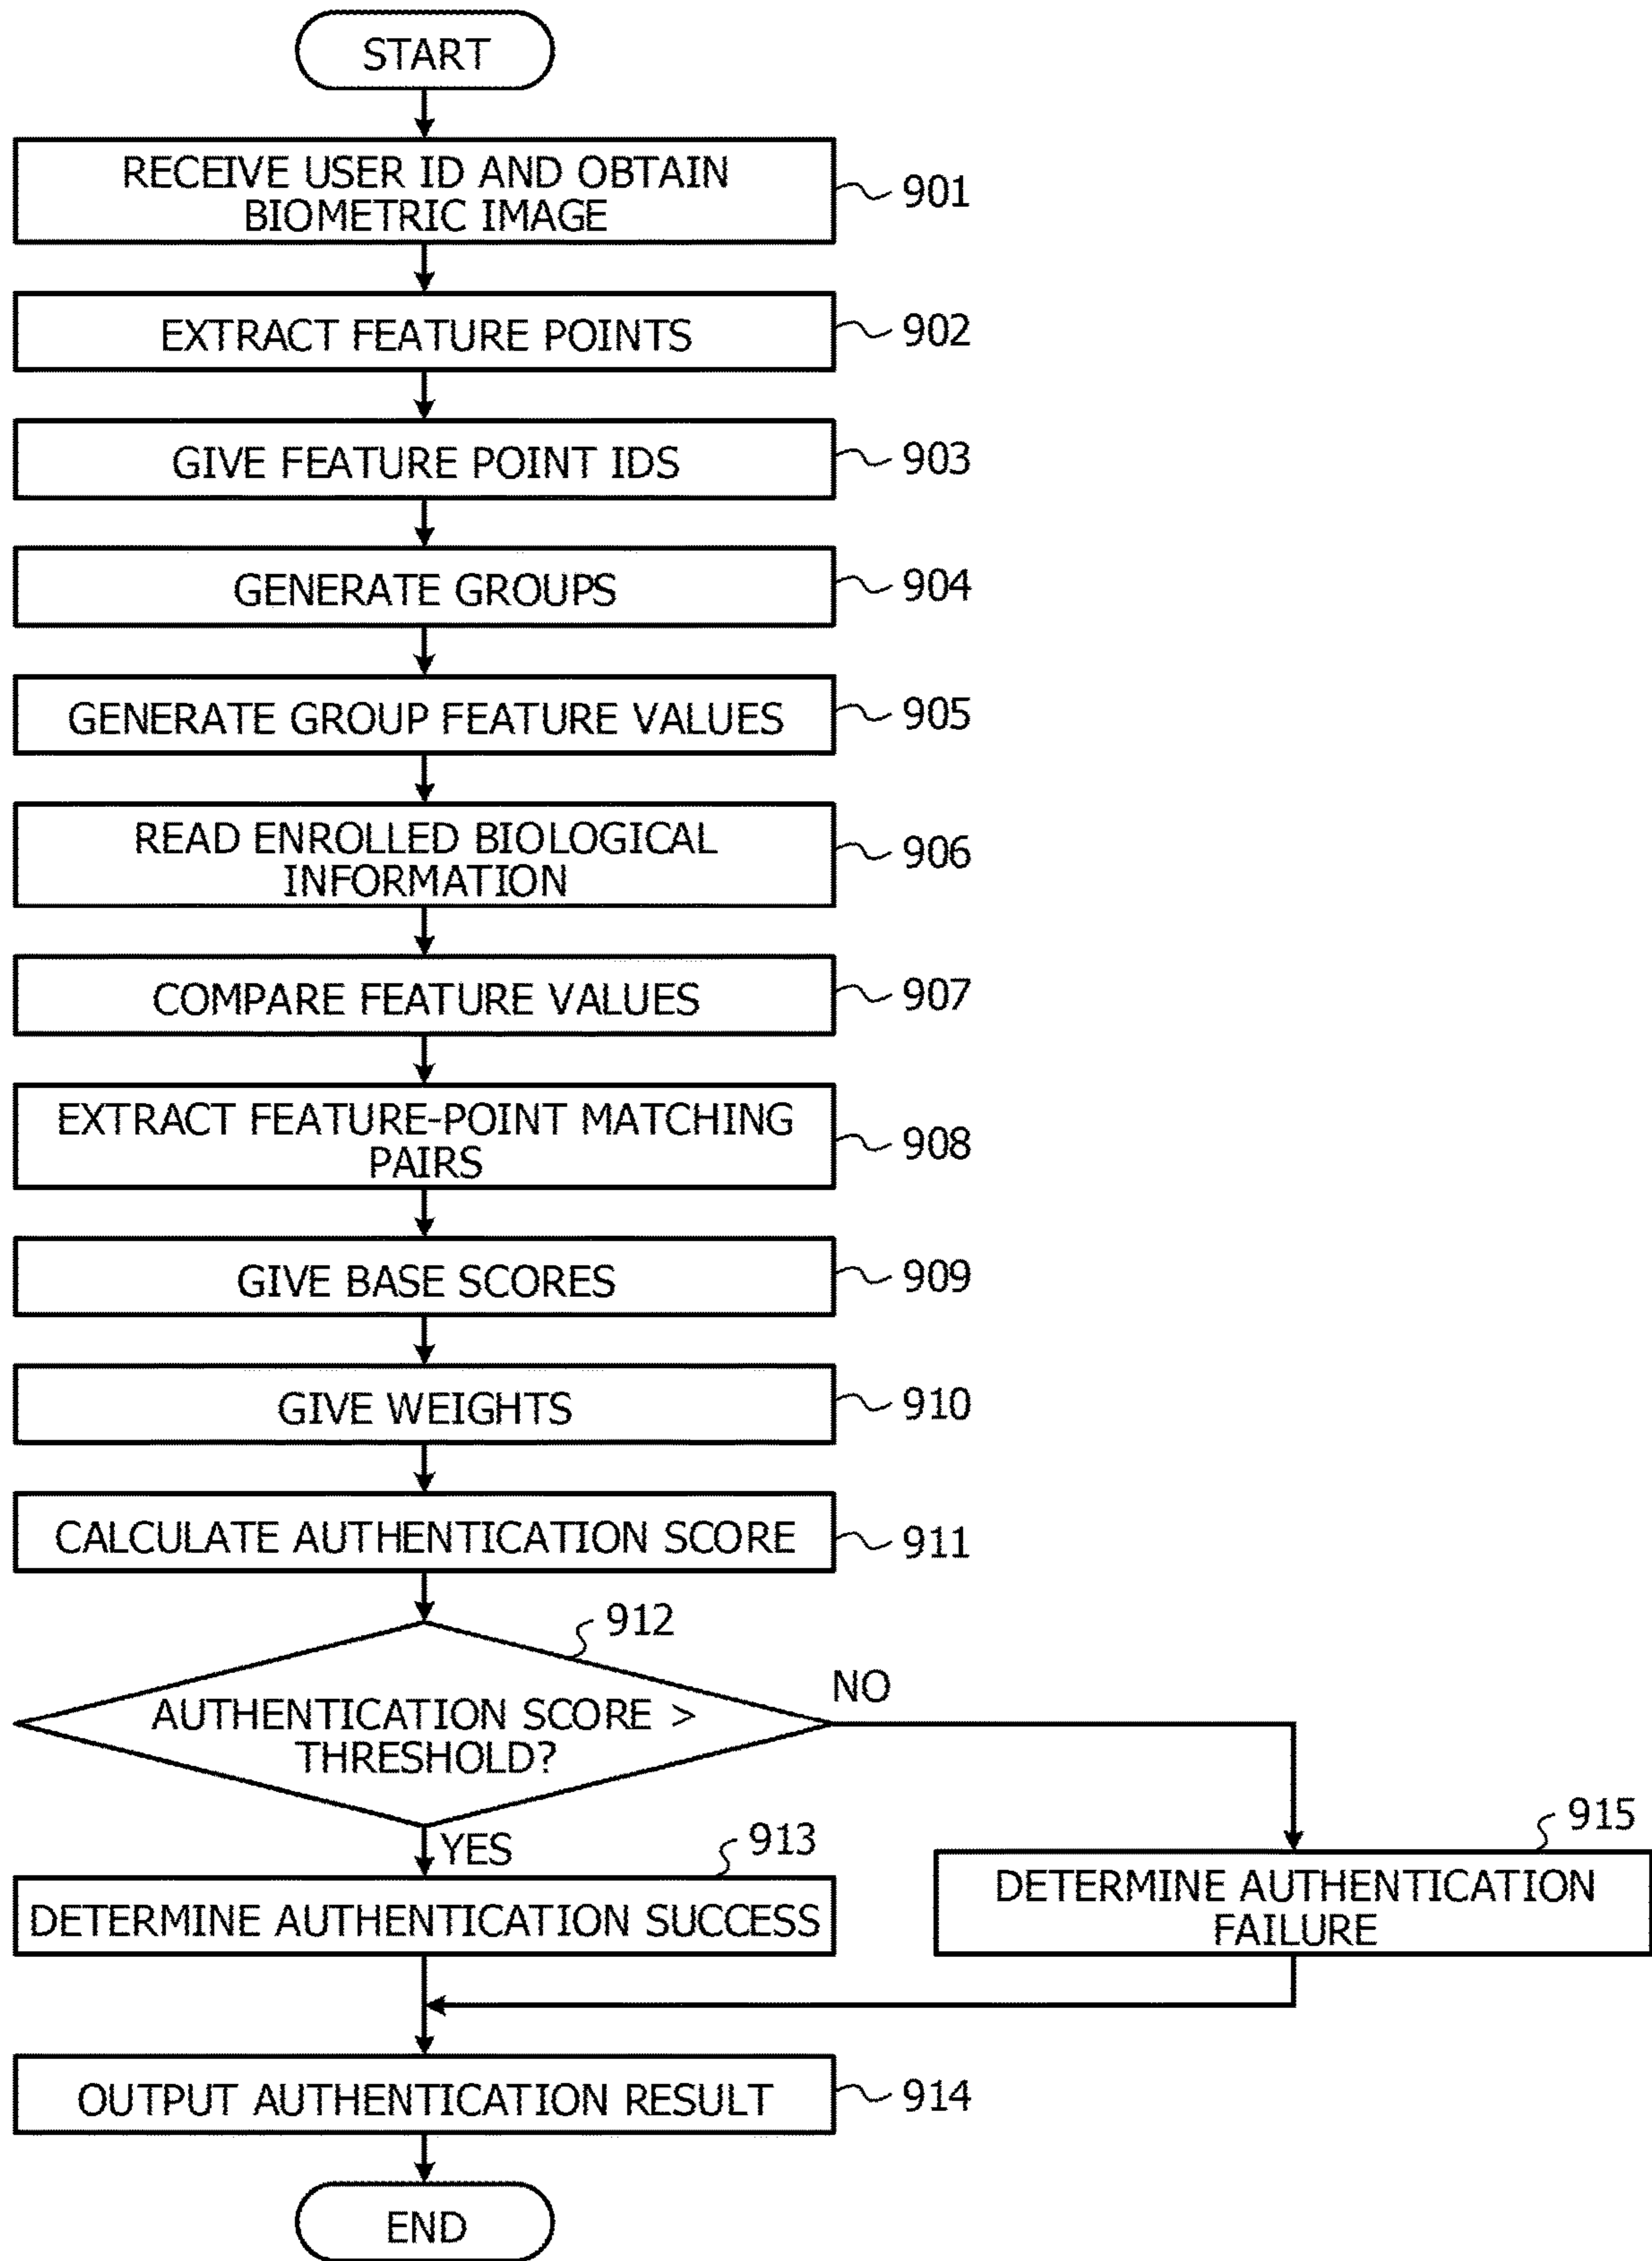 START
RECEIVE USER ID AND OBTAIN
BIOMETRIC IMAGE
901
EXTRACT FEATURE POINTS
902
GIVE FEATURE POINT IDS
903
GENERATE GROUPS
904
GENERATE GROUP FEATURE VALUES
905
READ ENROLLED BIOLOGICAL
INFORMATION
906
COMPARE FEATURE VALUES
907
EXTRACT FEATURE-POINT MATCHING
PAIRS
908
GIVE BASE SCORES
909
GIVE WEIGHTS
910
CALCULATE AUTHENTICATION SCORE
911
912
AUTHENTICATION SCORE >
THRESHOLD?
NO
YES
913
DETERMINE AUTHENTICATION SUCCESS
915
DETERMINE AUTHENTICATION
FAILURE
OUTPUT AUTHENTICATION RESULT
914
END